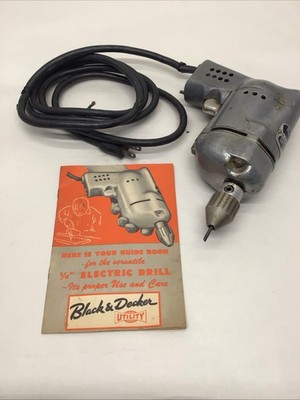 HERE IS YOUR GUIDE BOOK
-for the versatile
1/4" ELECTRIC DRILL
-Its proper Use and Care
Black & Decker
UTILITY